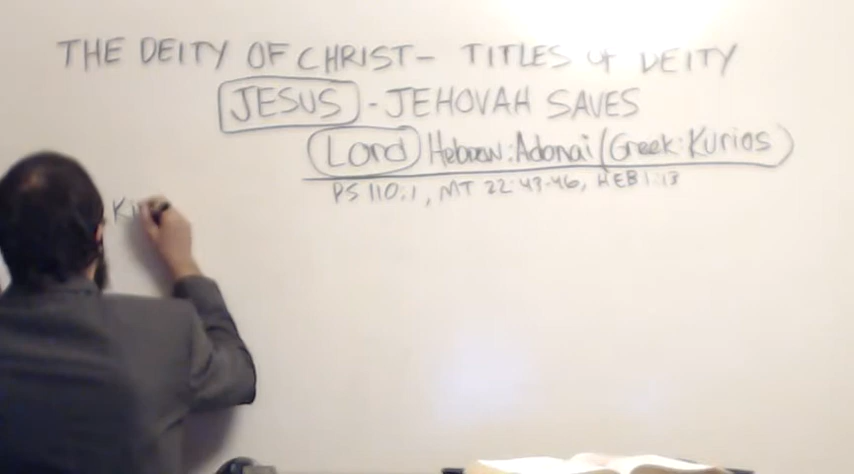 THE DEITY OF CHRIST - TITLES of DEITY
JESUS - JEHOVAH SAVES
Lord Hebrew: Adonai (Greek: Kurios)
PS 110:1, MT 22:43-46, HEB 1:13